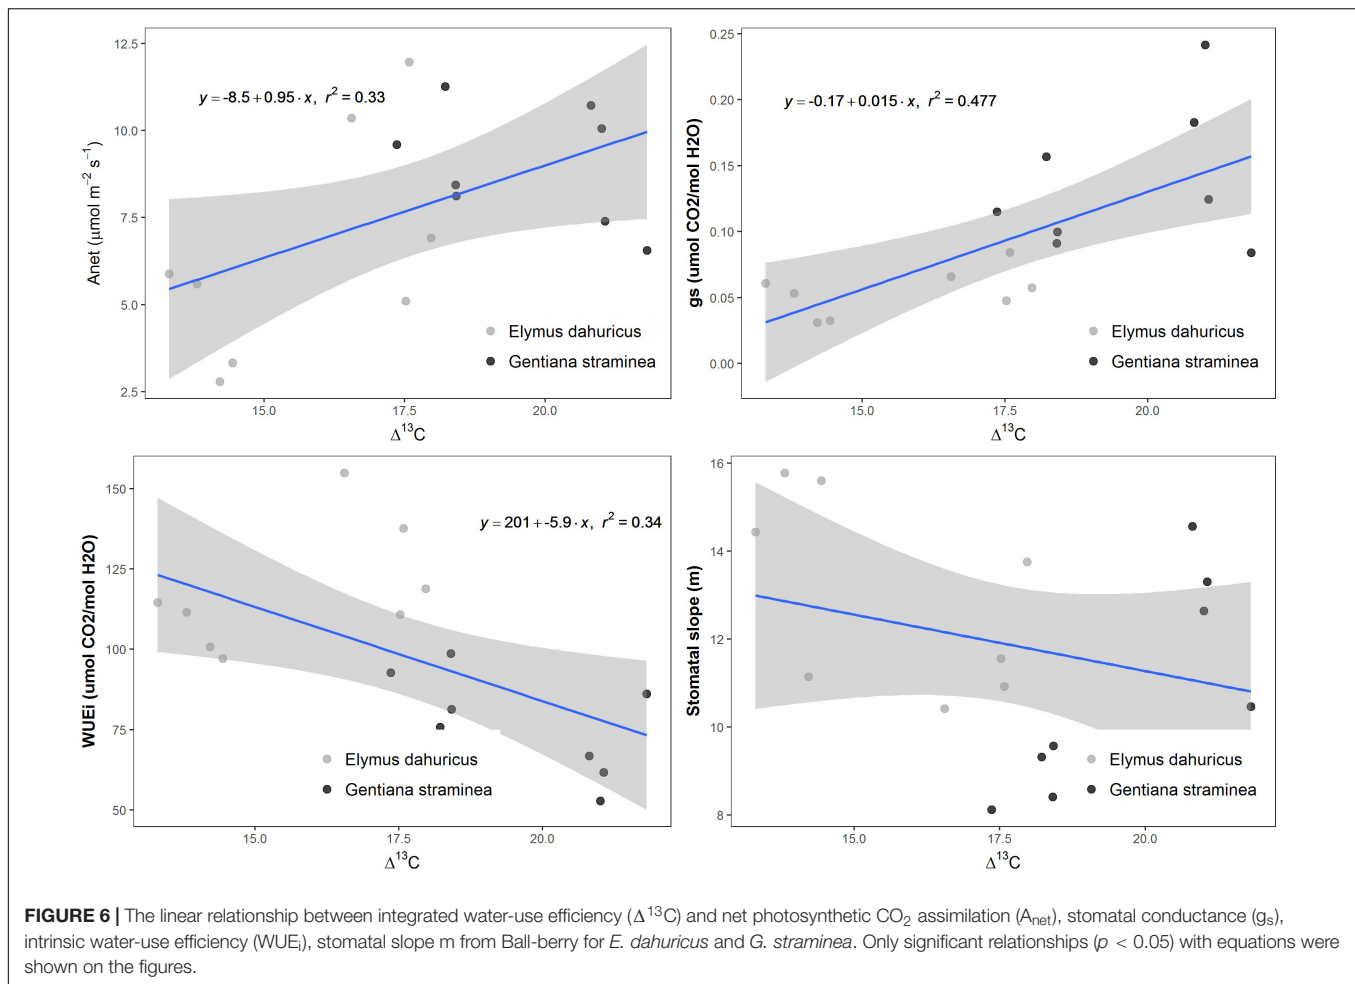 12.5
10.0
7.5
5.0
2.5
Anet (μmol m−2 s−1)
y = -8.5 + 0.95 · x, r2 = 0.33
Elymus dahuricus
Gentiana straminea
15.0 17.5 20.0
Δ13C
0.25
0.20
0.15
0.10
0.05
0.00
gs (umol CO2/mol H2O)
y = -0.17 + 0.015 · x, r2 = 0.477
Elymus dahuricus
Gentiana straminea
15.0 17.5 20.0
Δ13C
150
125
100
75
50
WUEi (umol CO2/mol H2O)
y = 201 + -5.9 · x, r2 = 0.34
Elymus dahuricus
Gentiana straminea
15.0 17.5 20.0
Δ13C
16
14
12
10
8
Stomatal slope (m)
Elymus dahuricus
Gentiana straminea
15.0 17.5 20.0
Δ13C
FIGURE 6 | The linear relationship between integrated water-use efficiency (Δ13C) and net photosynthetic CO2 assimilation (Anet), stomatal conductance (gs),
intrinsic water-use efficiency (WUEi), stomatal slope m from Ball-berry for E. dahuricus and G. straminea. Only significant relationships (p < 0.05) with equations were
shown on the figures.